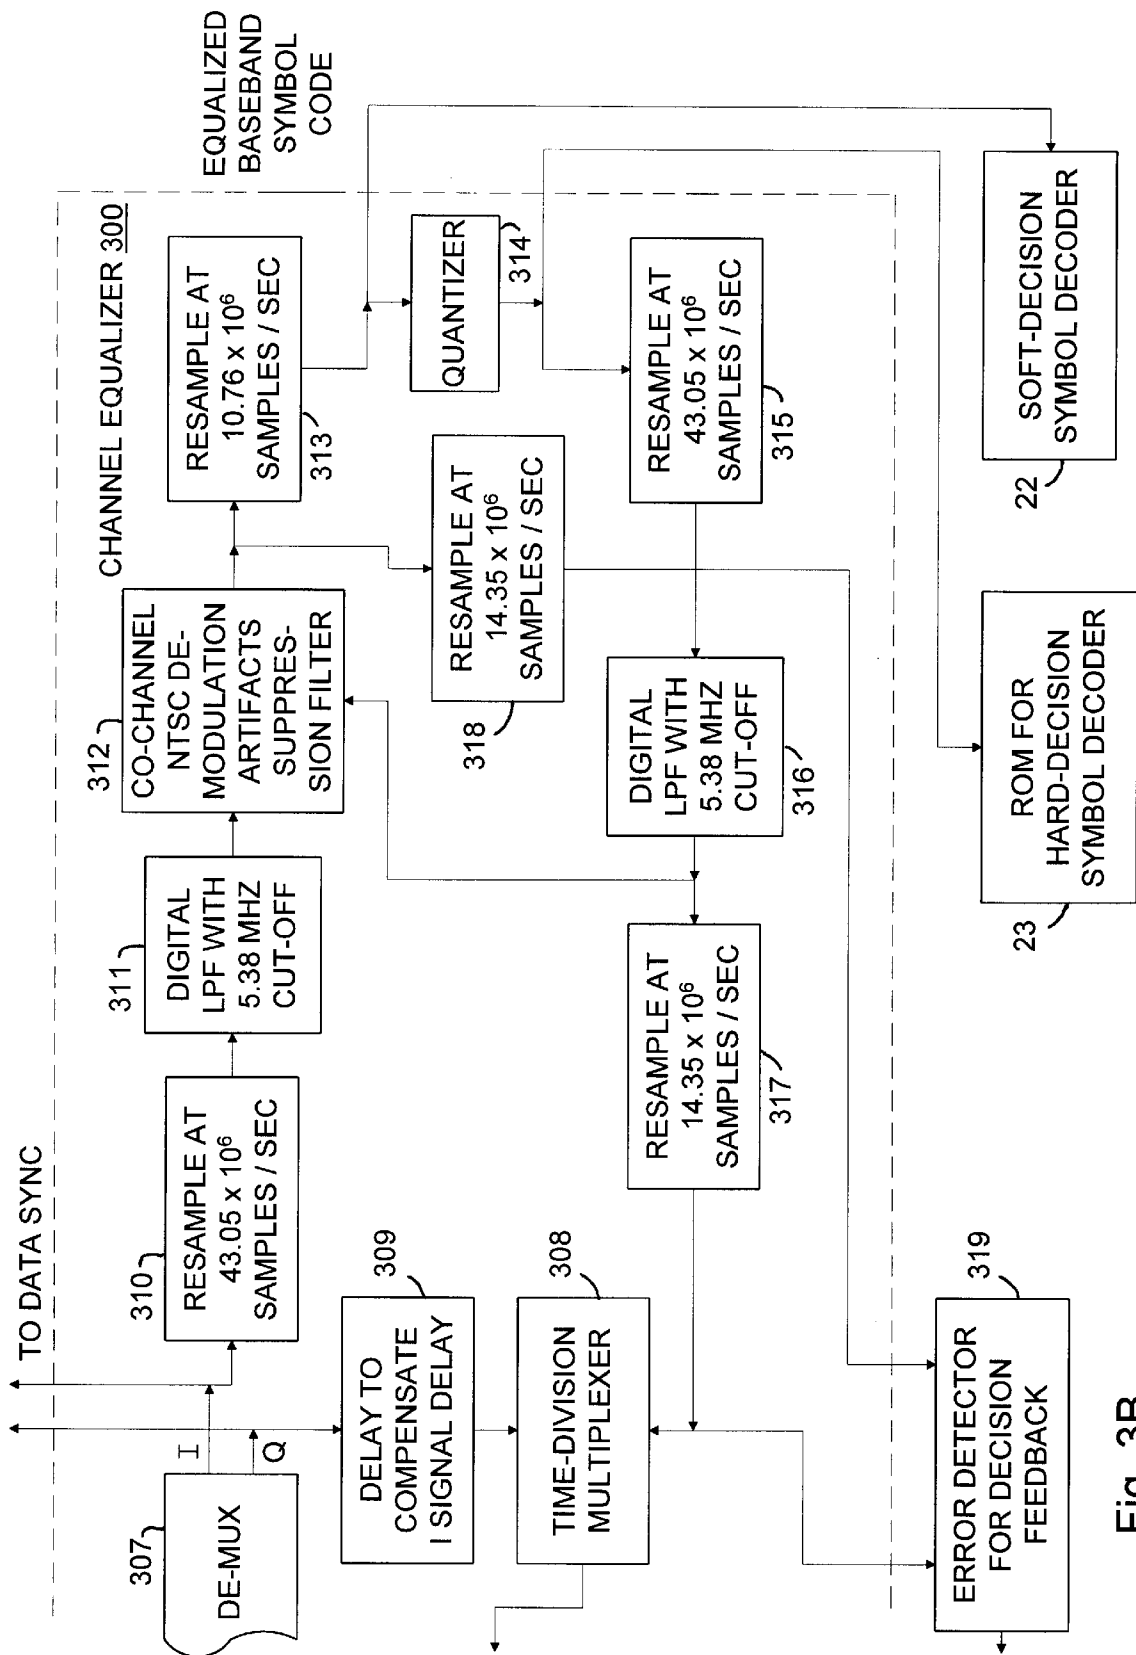 TO DATA SYNC
CHANNEL EQUALIZER 300
EQUALIZED
BASEBAND
SYMBOL
CODE
307
DE-MUX
I
Q
310
RESAMPLE AT
43.05 x 10⁶
SAMPLES / SEC
311
DIGITAL
LPF WITH
5.38 MHZ
CUT-OFF
312
CO-CHANNEL
NTSC DE-
MODULATION
ARTIFACTS
SUPPRES-
SION FILTER
RESAMPLE AT
10.76 x 10⁶
SAMPLES / SEC
313
309
DELAY TO
COMPENSATE
I SIGNAL DELAY
RESAMPLE AT
14.35 x 10⁶
SAMPLES / SEC
318
QUANTIZER
314
308
TIME-DIVISION
MULTIPLEXER
RESAMPLE AT
14.35 x 10⁶
SAMPLES / SEC
317
DIGITAL
LPF WITH
5.38 MHZ
CUT-OFF
316
RESAMPLE AT
43.05 x 10⁶
SAMPLES / SEC
315
319
ERROR DETECTOR
FOR DECISION
FEEDBACK
23
ROM FOR
HARD-DECISION
SYMBOL DECODER
22
SOFT-DECISION
SYMBOL DECODER
Fig. 3B